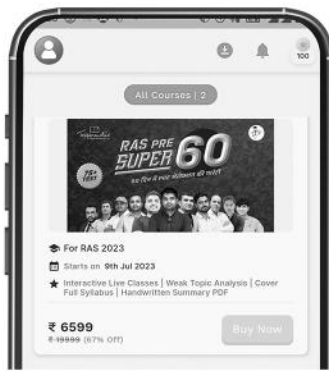 100
All Courses | 2
RAS PRE
SUPER 60
75+
TEST
For RAS 2023
Starts on 9th Jul 2023
Interactive Live Classes | Weak Topic Analysis | Cover
Full Syllabus | Handwritten Summary PDF
₹ 6599
₹ 19999 (67% Off)
Buy Now